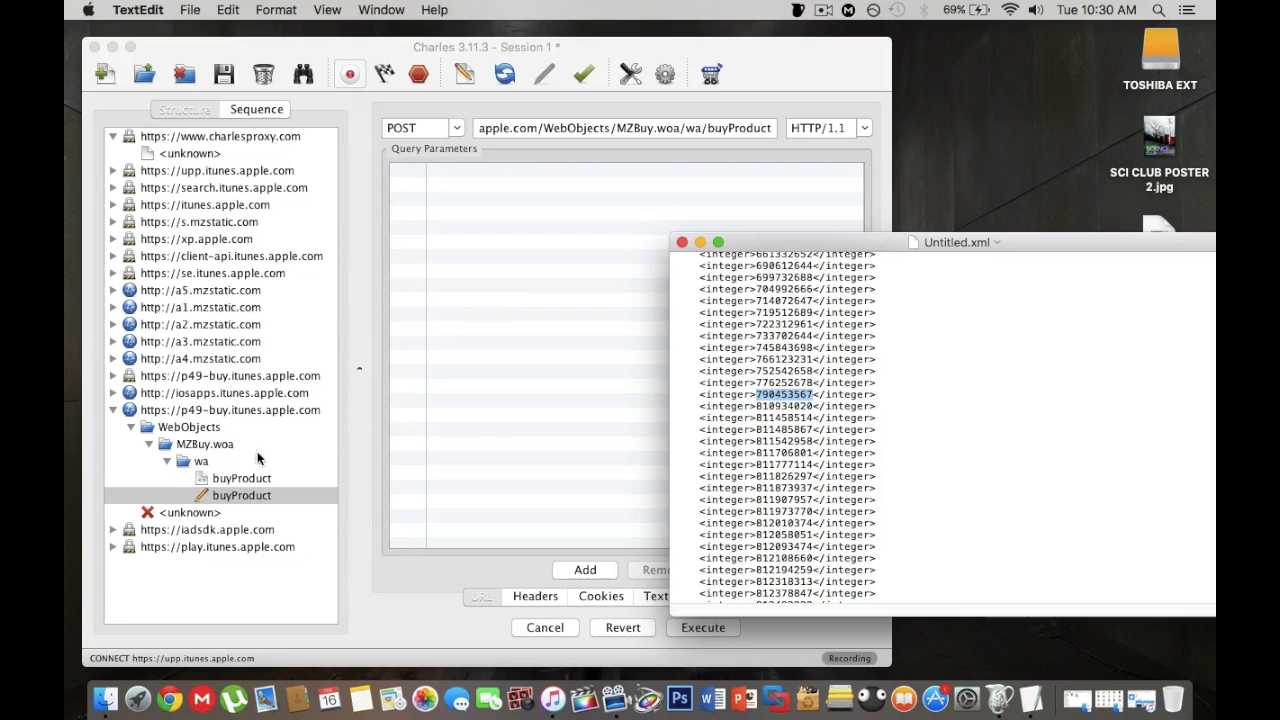 TextEdit File Edit Format View Window Help 69% Tue 10:30 AM
TOSHIBA EXT
SCI CLUB POSTER
2.jpg
Charles 3.11.3 - Session 1 *
Structure Sequence
https://www.charlesproxy.com
<unknown>
https://upp.itunes.apple.com
https://search.itunes.apple.com
https://itunes.apple.com
https://s.mzstatic.com
https://xp.apple.com
https://client-api.itunes.apple.com
https://se.itunes.apple.com
http://a5.mzstatic.com
http://a1.mzstatic.com
http://a2.mzstatic.com
http://a3.mzstatic.com
http://a4.mzstatic.com
https://p49-buy.itunes.apple.com
http://iosapps.itunes.apple.com
https://p49-buy.itunes.apple.com
WebObjects
MZBuy.woa
wa
buyProduct
buyProduct
<unknown>
https://iadsdk.apple.com
https://play.itunes.apple.com
POST apple.com/WebObjects/MZBuy.woa/wa/buyProduct HTTP/1.1
Query Parameters
Add Reme
URL Headers Cookies Text
Cancel Revert Execute
CONNECT https://upp.itunes.apple.com Recording
Untitled.xml
<integer>661332652</integer>
<integer>690612644</integer>
<integer>699732688</integer>
<integer>704992666</integer>
<integer>714072647</integer>
<integer>719512689</integer>
<integer>722312961</integer>
<integer>733702644</integer>
<integer>745843698</integer>
<integer>766123231</integer>
<integer>752542658</integer>
<integer>776252678</integer>
<integer>790453567</integer>
<integer>810934020</integer>
<integer>811458514</integer>
<integer>811485867</integer>
<integer>811542958</integer>
<integer>811706801</integer>
<integer>811777114</integer>
<integer>811826297</integer>
<integer>811873937</integer>
<integer>811907957</integer>
<integer>811973770</integer>
<integer>812010374</integer>
<integer>812058051</integer>
<integer>812093474</integer>
<integer>812108660</integer>
<integer>812194259</integer>
<integer>812318313</integer>
<integer>812378847</integer>